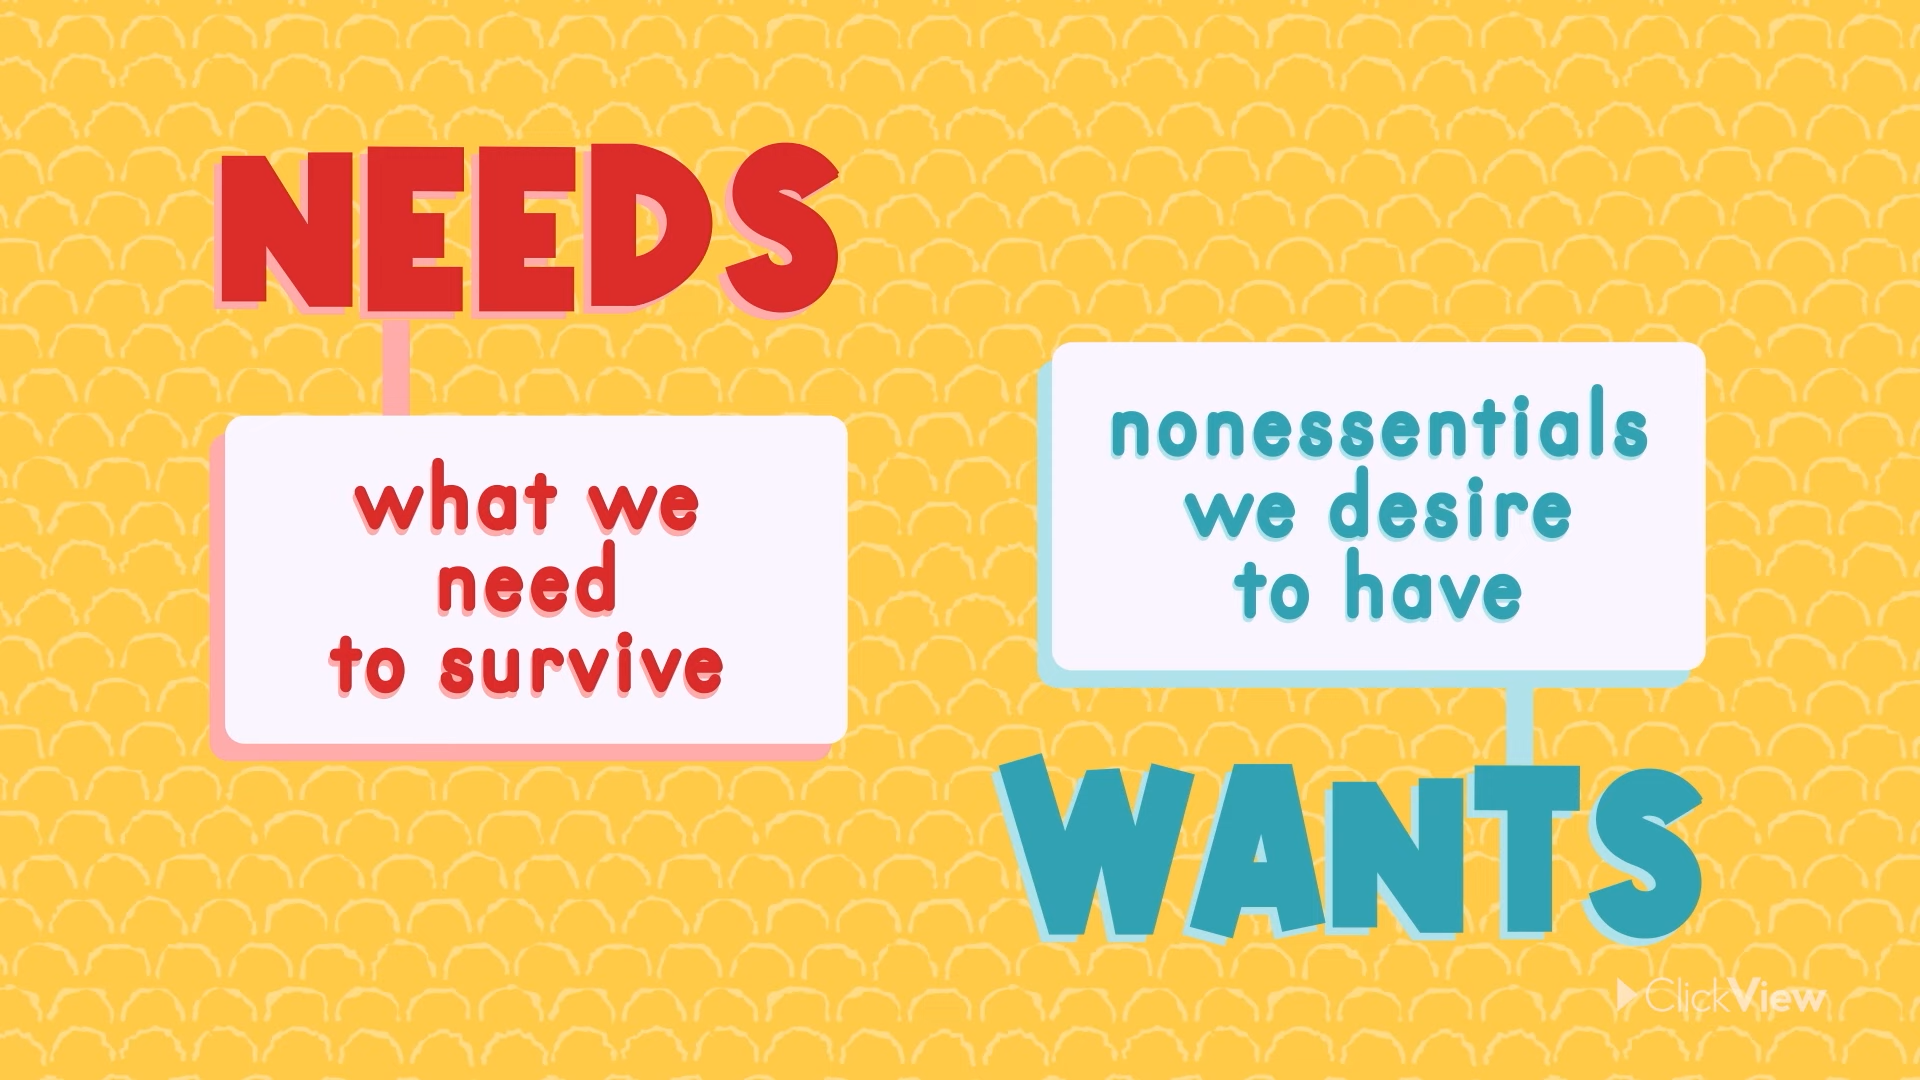 NEEDS
what we
need
to survive
nonessentials
we desire
to have
WANTS
ClickView